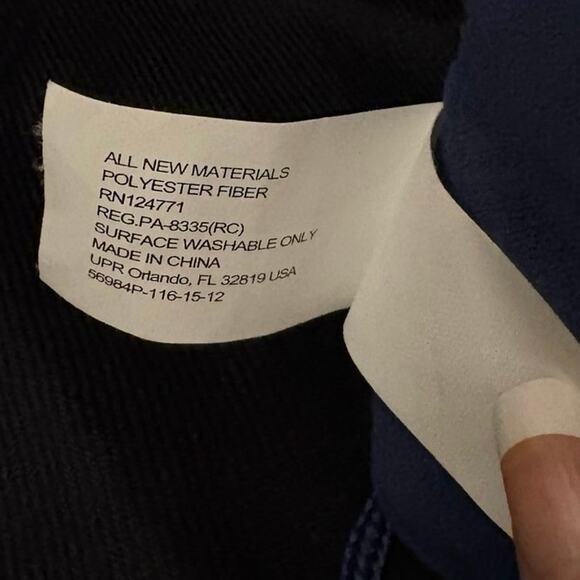 ALL NEW MATERIALS
POLYESTER FIBER
RN124771
REG.PA-8335(RC)
SURFACE WASHABLE ONLY
MADE IN CHINA
UPR Orlando, FL 32819 USA
56984P-116-15-12